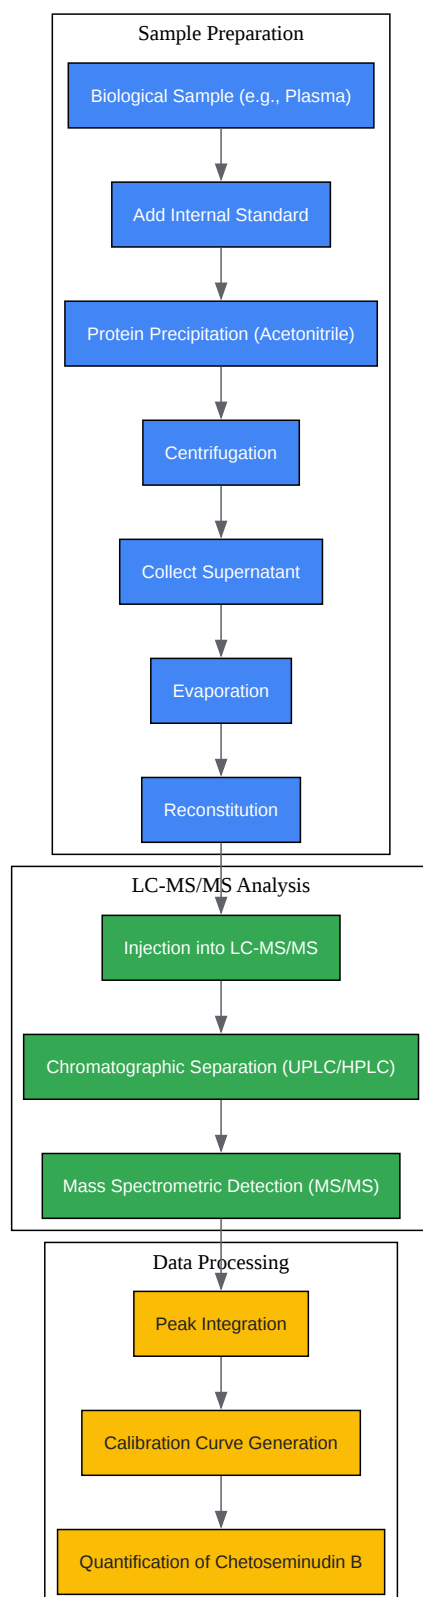 Sample Preparation
Biological Sample (e.g., Plasma)
Add Internal Standard
Protein Precipitation (Acetonitrile)
Centrifugation
Collect Supernatant
Evaporation
Reconstitution
LC-MS/MS Analysis
Injection into LC-MS/MS
Chromatographic Separation (UPLC/HPLC)
Mass Spectrometric Detection (MS/MS)
Data Processing
Peak Integration
Calibration Curve Generation
Quantification of Chetoseminudin B